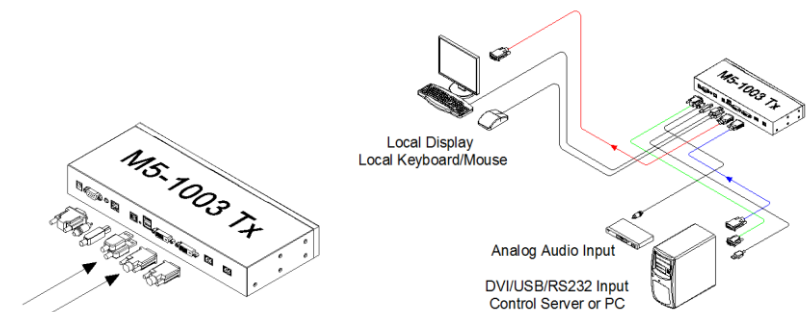 M5-1003 Tx
M5-1003 Tx
Local Display
Local Keyboard/Mouse
Analog Audio Input
DVI/USB/RS232 Input
Control Server or PC